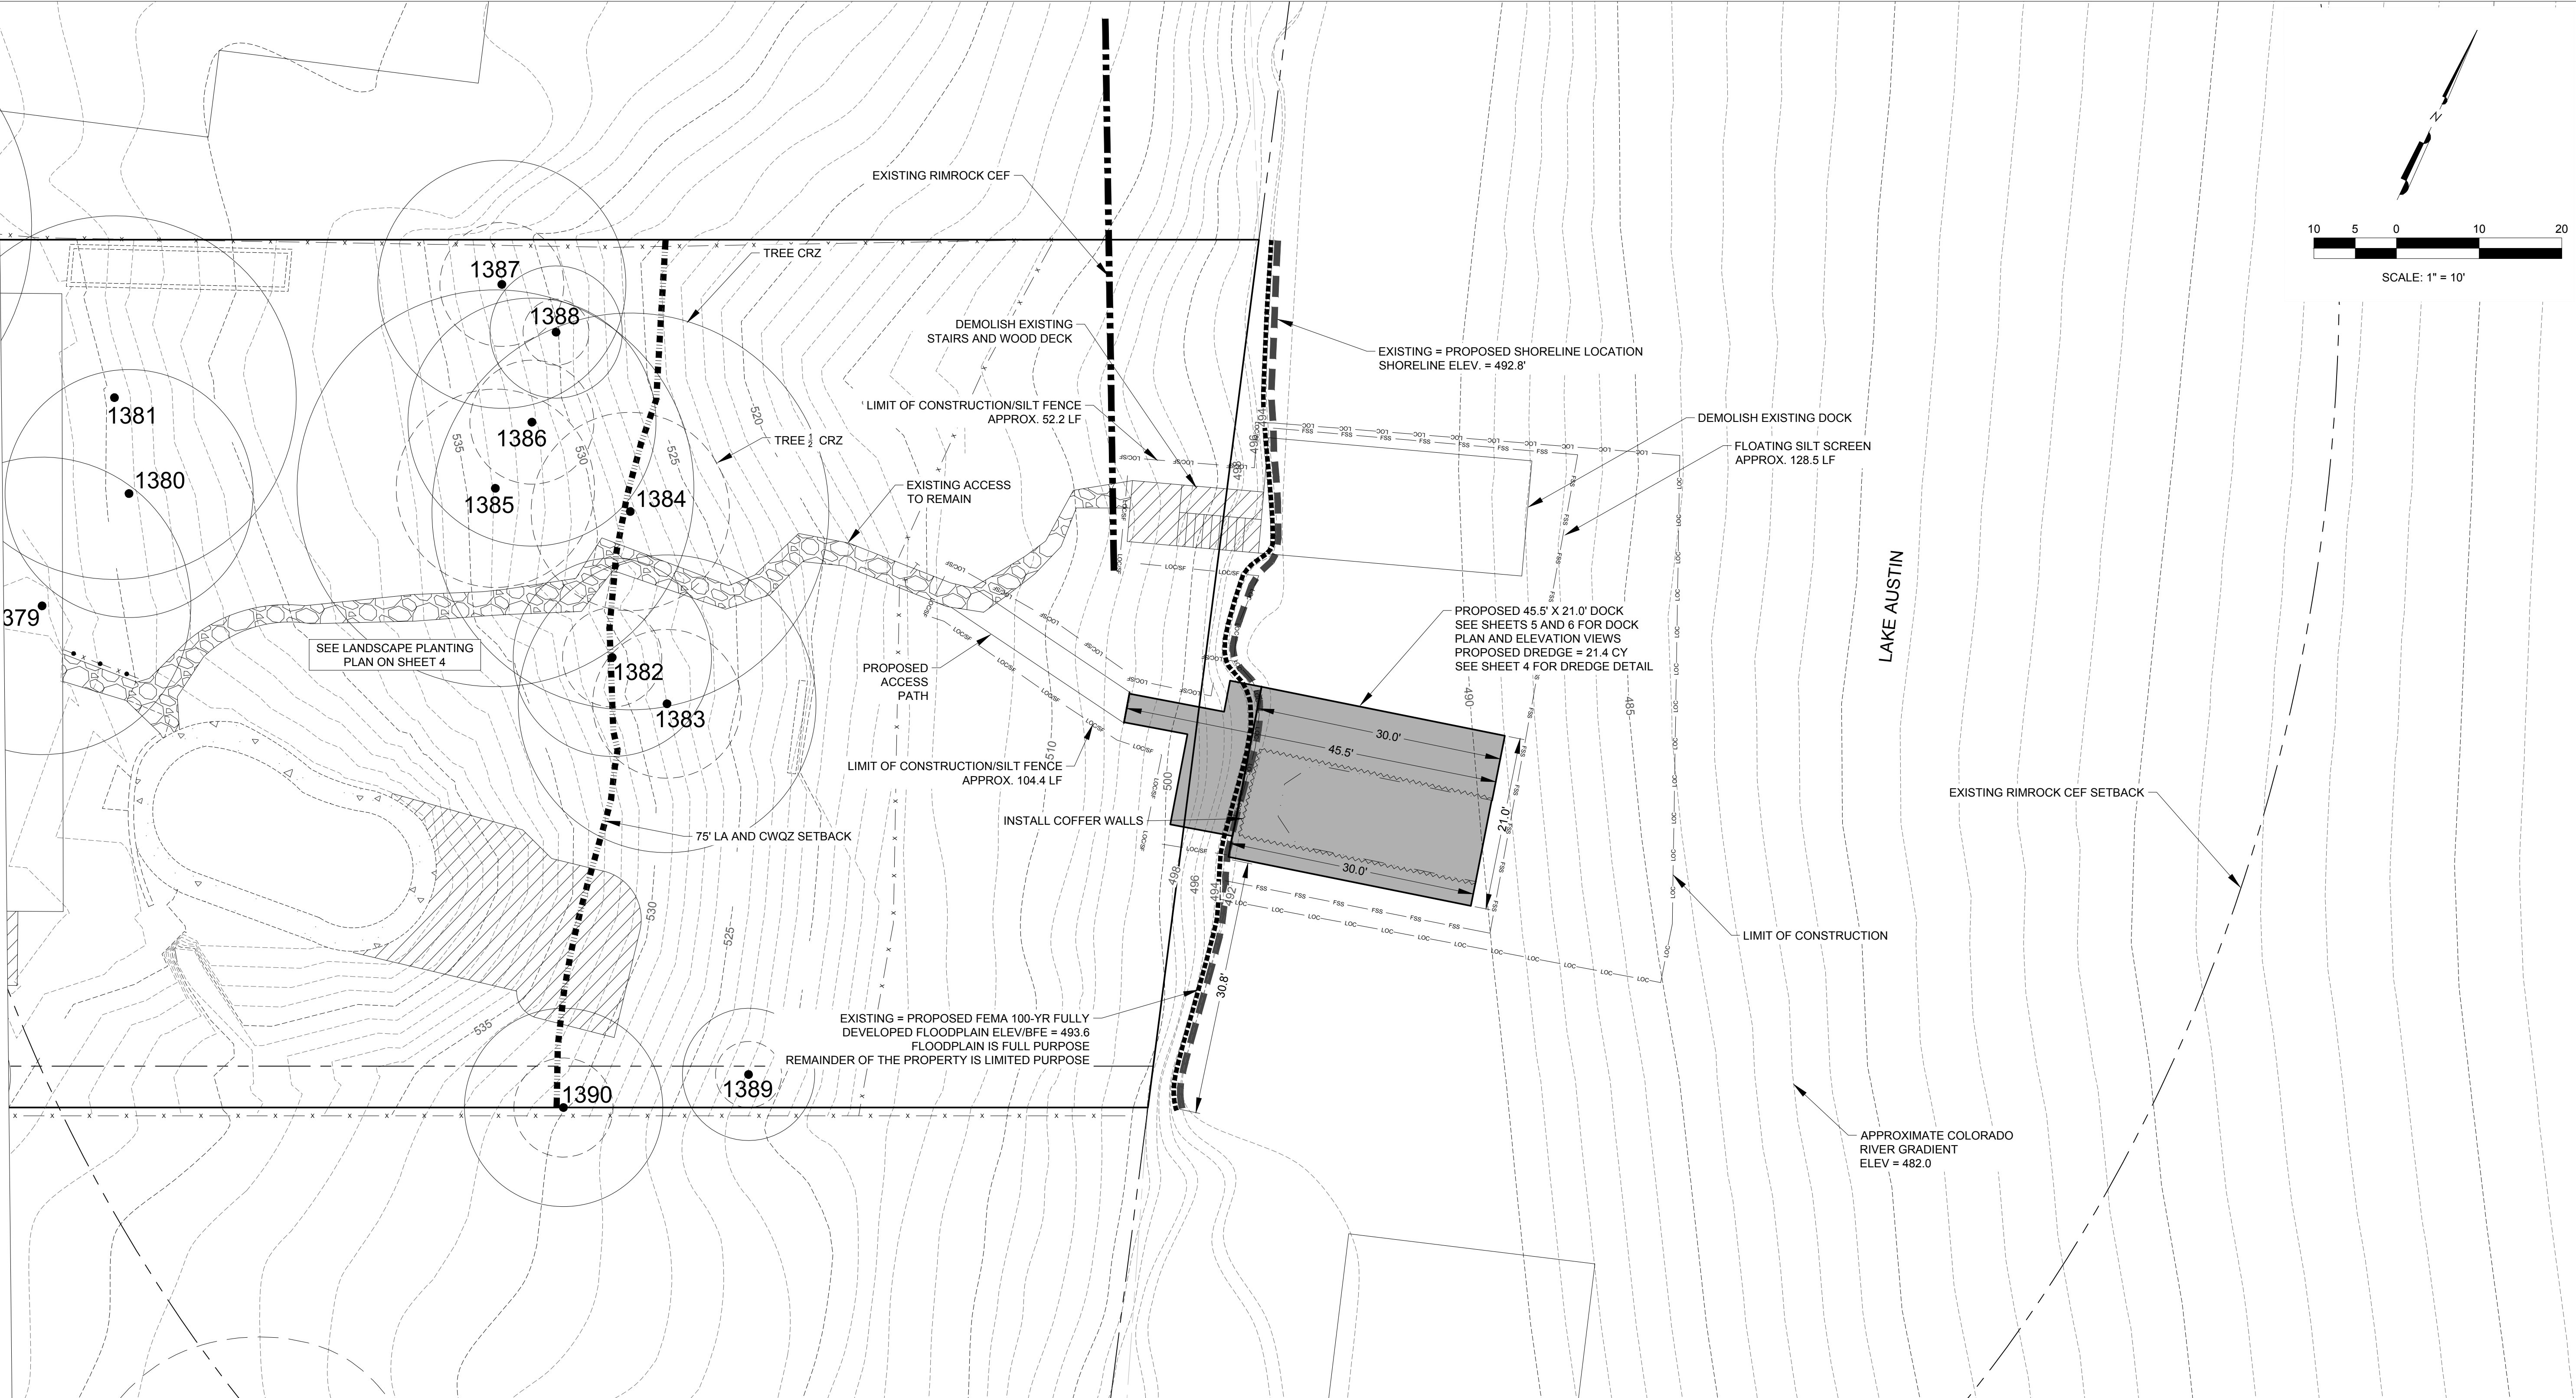 N
10 5 0 10 20
SCALE: 1" = 10'
EXISTING RIMROCK CEF
TREE CRZ
1387
1388
DEMOLISH EXISTING
STAIRS AND WOOD DECK
EXISTING = PROPOSED SHORELINE LOCATION
SHORELINE ELEV. = 492.8'
LIMIT OF CONSTRUCTION/SILT FENCE
APPROX. 52.2 LF
1381
520
494
496
498
DEMOLISH EXISTING DOCK
1386
TREE ½ CRZ
535
530
525
FLOATING SILT SCREEN
APPROX. 128.5 LF
1380
1385
1384
EXISTING ACCESS
TO REMAIN
LOC
FSS
LOC/SF
379
PROPOSED 45.5' X 21.0' DOCK
SEE SHEETS 5 AND 6 FOR DOCK
PLAN AND ELEVATION VIEWS
PROPOSED DREDGE = 21.4 CY
SEE SHEET 4 FOR DREDGE DETAIL
LAKE AUSTIN
SEE LANDSCAPE PLANTING
PLAN ON SHEET 4
1382
PROPOSED
ACCESS
PATH
490
485
1383
30.0'
45.5'
510
500
LIMIT OF CONSTRUCTION/SILT FENCE
APPROX. 104.4 LF
EXISTING RIMROCK CEF SETBACK
INSTALL COFFER WALLS
21.0'
75' LA AND CWQZ SETBACK
30.0'
498
496
494
492
530
525
LIMIT OF CONSTRUCTION
30.8'
535
EXISTING = PROPOSED FEMA 100-YR FULLY
DEVELOPED FLOODPLAIN ELEV/BFE = 493.6
FLOODPLAIN IS FULL PURPOSE
REMAINDER OF THE PROPERTY IS LIMITED PURPOSE
1390
1389
APPROXIMATE COLORADO
RIVER GRADIENT
ELEV = 482.0